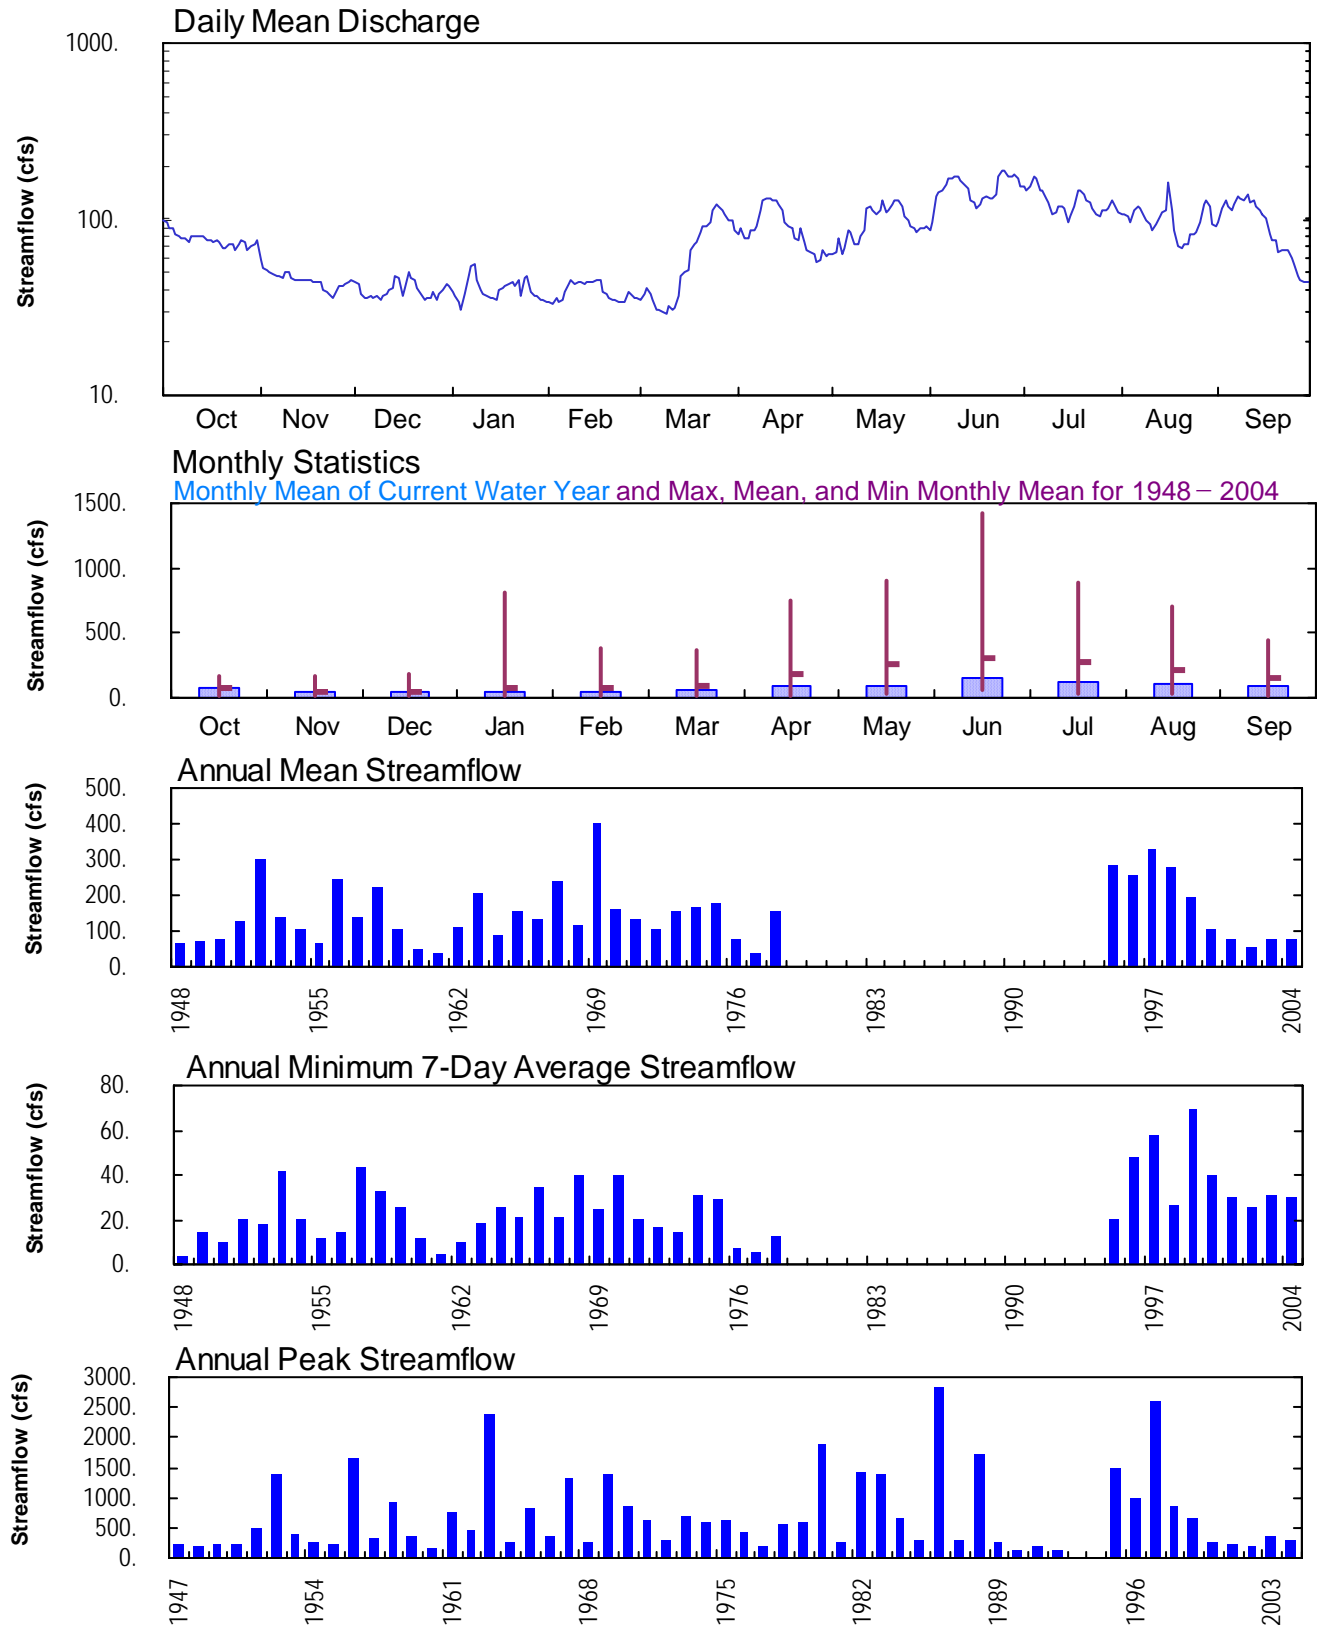 Daily Mean Discharge
Streamflow (cfs)
1000.
100.
10.
Oct Nov Dec Jan Feb Mar Apr May Jun Jul Aug Sep
Monthly Statistics
Monthly Mean of Current Water Year and Max, Mean, and Min Monthly Mean for 1948 – 2004
Streamflow (cfs)
1500.
1000.
500.
0.
Oct Nov Dec Jan Feb Mar Apr May Jun Jul Aug Sep
Annual Mean Streamflow
Streamflow (cfs)
500.
400.
300.
200.
100.
0.
1948 1955 1962 1969 1976 1983 1990 1997 2004
Annual Minimum 7-Day Average Streamflow
Streamflow (cfs)
80.
60.
40.
20.
0.
1948 1955 1962 1969 1976 1983 1990 1997 2004
Annual Peak Streamflow
Streamflow (cfs)
3000.
2500.
2000.
1500.
1000.
500.
0.
1947 1954 1961 1968 1975 1982 1989 1996 2003